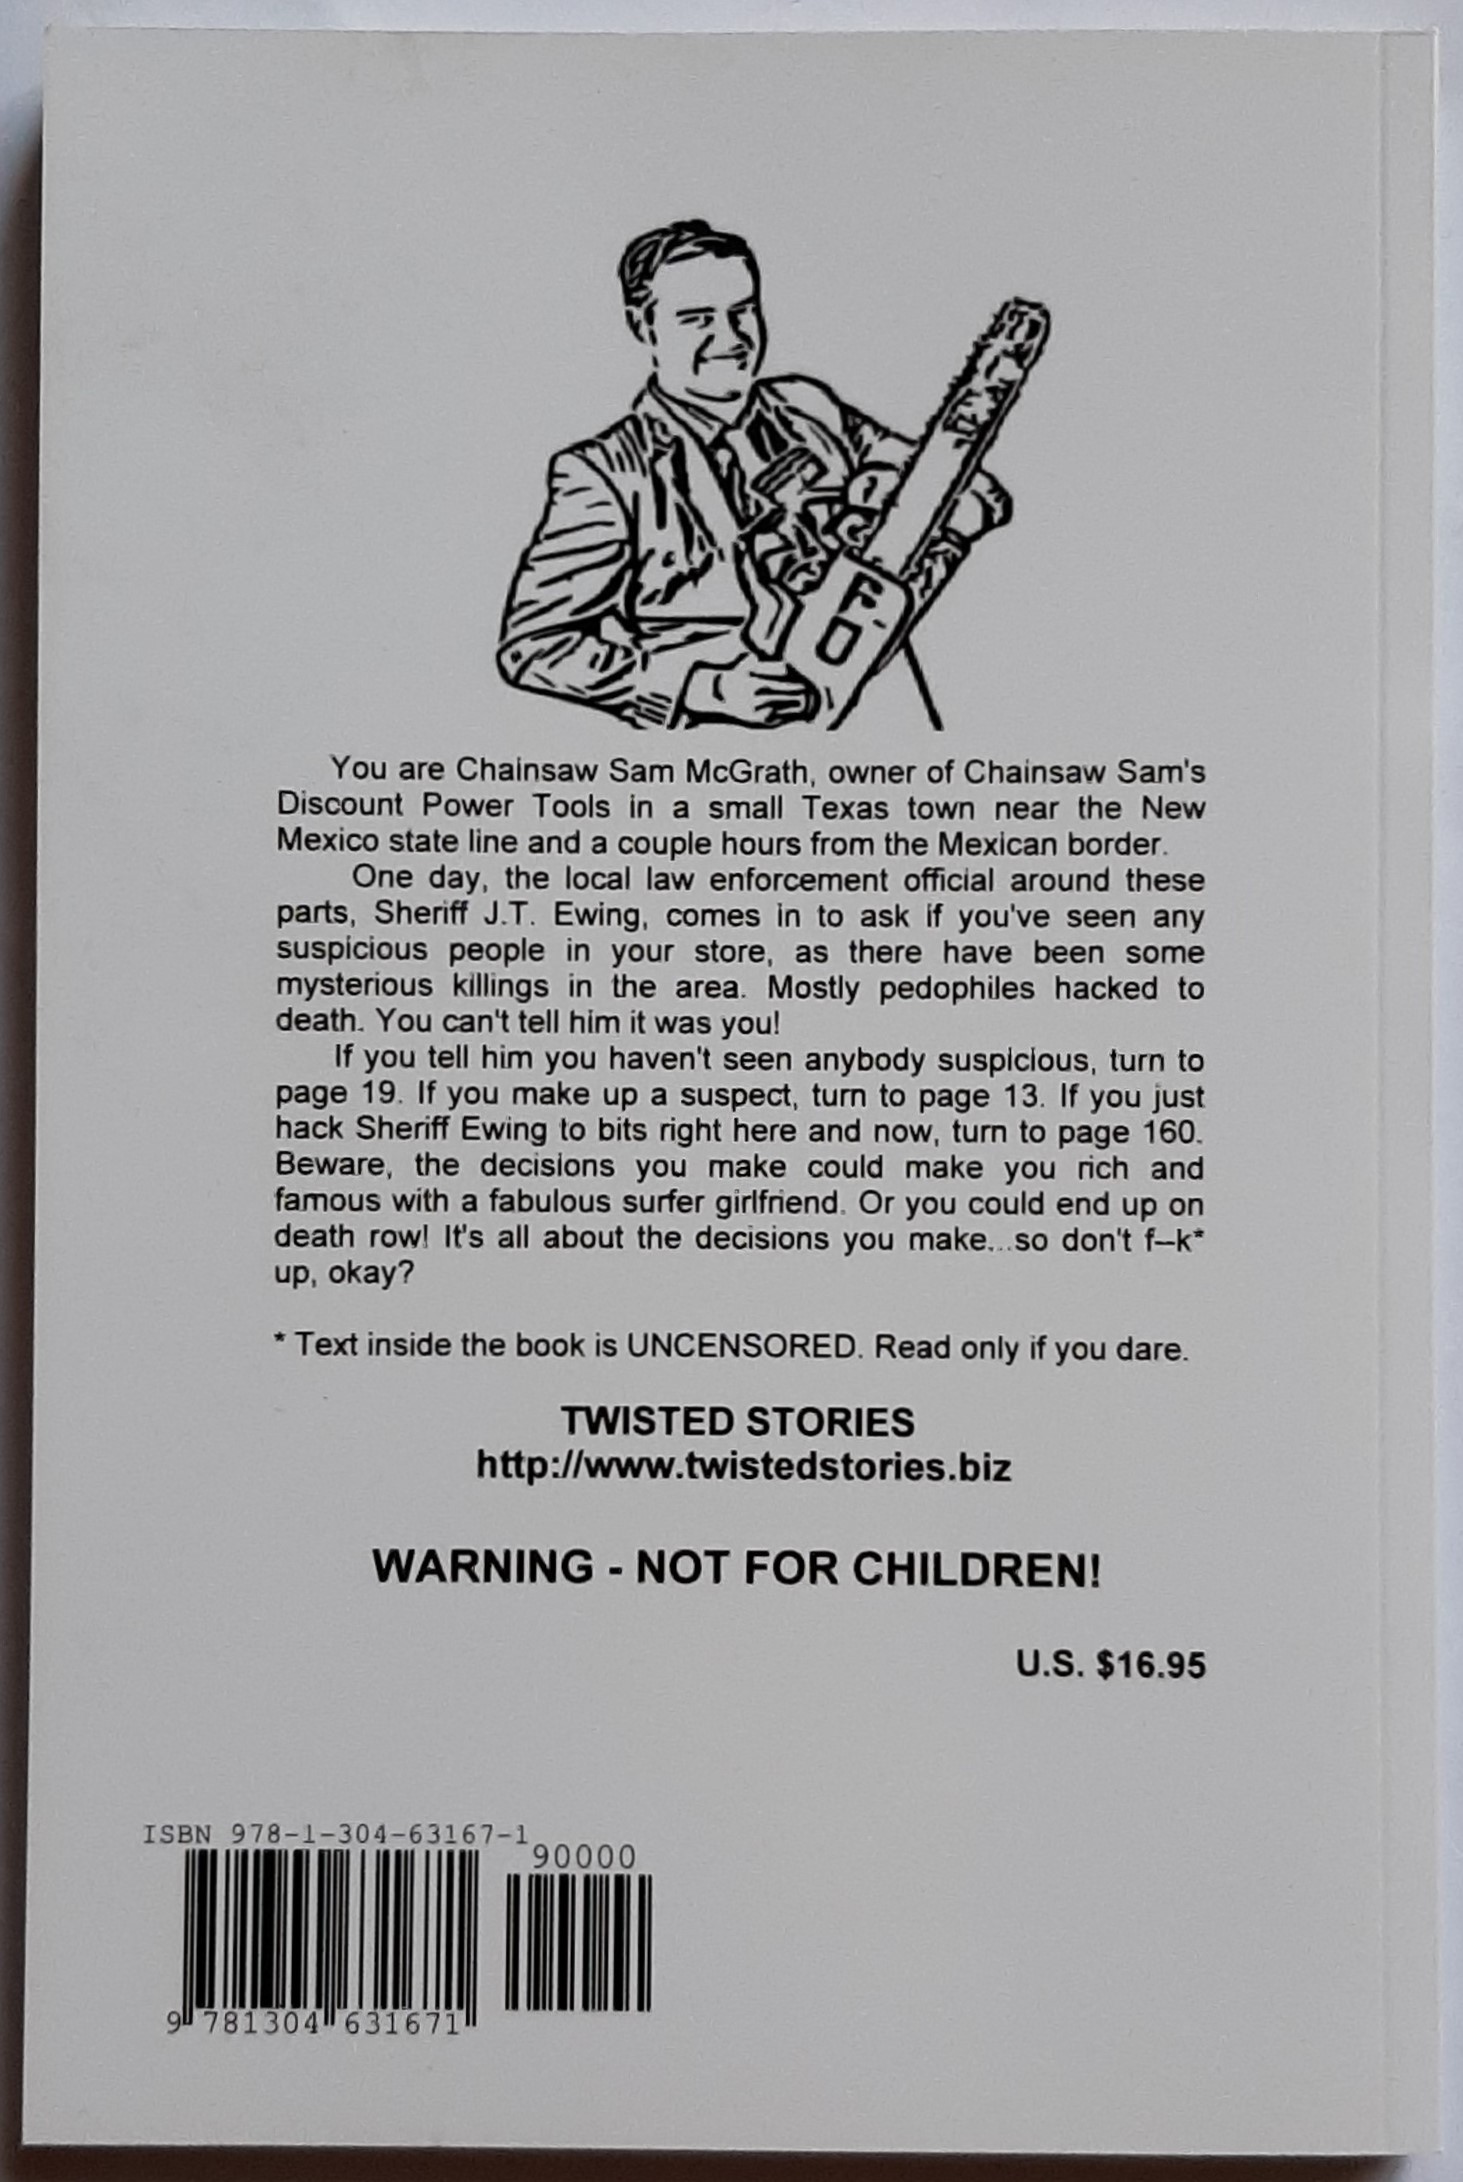 You are Chainsaw Sam McGrath, owner of Chainsaw Sam's
Discount Power Tools in a small Texas town near the New
Mexico state line and a couple hours from the Mexican border.
One day, the local law enforcement official around these
parts, Sheriff J.T. Ewing, comes in to ask if you've seen any
suspicious people in your store, as there have been some
mysterious killings in the area. Mostly pedophiles hacked to
death. You can't tell him it was you!
If you tell him you haven't seen anybody suspicious, turn to
page 19. If you make up a suspect, turn to page 13. If you just
hack Sheriff Ewing to bits right here and now, turn to page 160.
Beware, the decisions you make could make you rich and
famous with a fabulous surfer girlfriend. Or you could end up on
death row! It's all about the decisions you make...so don't f--k*
up, okay?
* Text inside the book is UNCENSORED. Read only if you dare.
TWISTED STORIES
http://www.twistedstories.biz
WARNING - NOT FOR CHILDREN!
U.S. $16.95
ISBN 978-1-304-63167-1
90000
9 781304 631671